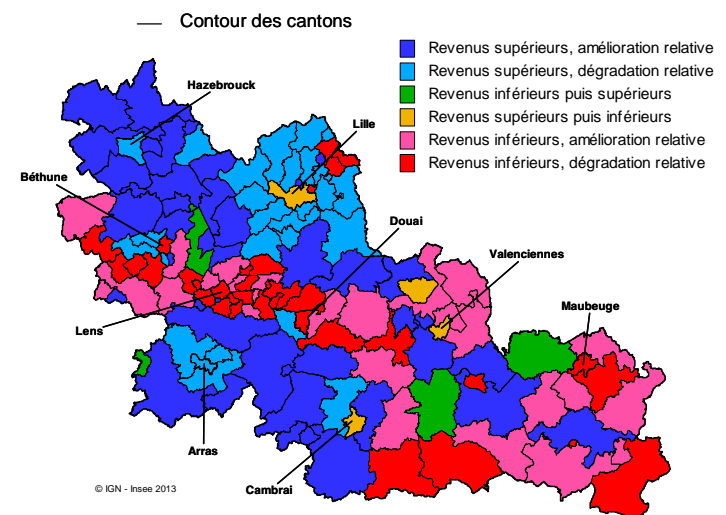 Contour des cantons
Revenus supérieurs, amélioration relative
Revenus supérieurs, dégradation relative
Revenus inférieurs puis supérieurs
Revenus supérieurs puis inférieurs
Revenus inférieurs, amélioration relative
Revenus inférieurs, dégradation relative
Hazebrouck
Lille
Béthune
Douai
Valenciennes
Maubeuge
Lens
Arras
Cambrai
© IGN - Insee 2013